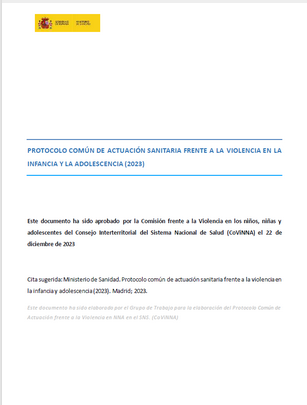 PROTOCOLO COMÚN DE ACTUACIÓN SANITARIA FRENTE A LA VIOLENCIA EN LA
INFANCIA Y LA ADOLESCENCIA (2023)
Este documento ha sido aprobado por la Comisión frente a la Violencia en los niños, niñas y
adolescentes del Consejo Interterritorial del Sistema Nacional de Salud (CoViNNA) el 22 de
diciembre de 2023
Cita sugerida: Ministerio de Sanidad. Protocolo común de actuación sanitaria frente a la violencia en
la infancia y adolescencia (2023). Madrid; 2023.
Este documento ha sido elaborado por el Grupo de Trabajo para la elaboración del Protocolo Común de
Actuación frente a la Violencia en NNA en el SNS. (CoViNNA)